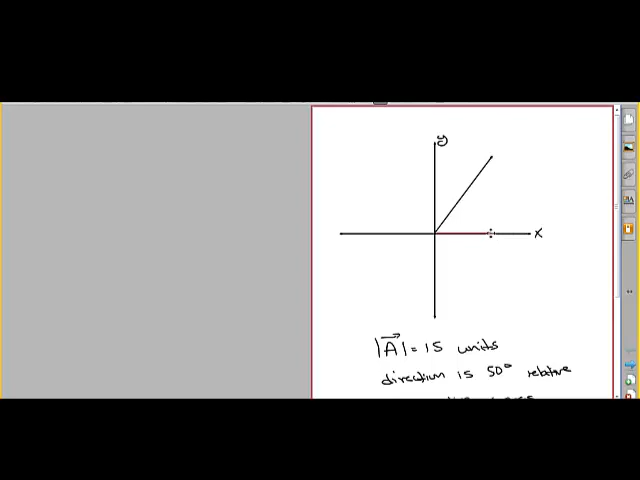 y
x
|A| = 15 units
direction is 50° relative